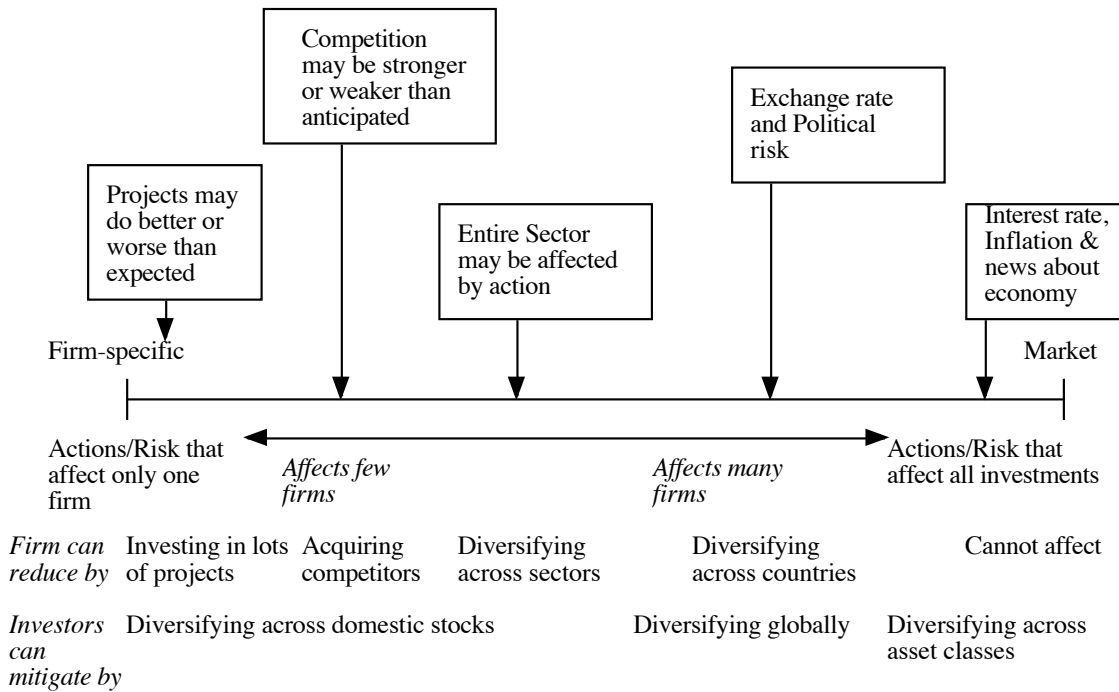 Competition
may be stronger
or weaker than
anticipated
Exchange rate
and Political
risk
Projects may
do better or
worse than
expected
Entire Sector
may be affected
by action
Interest rate,
Inflation &
news about
economy
Firm-specific
Market
Actions/Risk that
affect only one
firm
Affects few
firms
Affects many
firms
Actions/Risk that
affect all investments
Firm can
reduce by
Investing in lots
of projects
Acquiring
competitors
Diversifying
across sectors
Diversifying
across countries
Cannot affect
Investors
can
mitigate by
Diversifying across domestic stocks
Diversifying globally
Diversifying across
asset classes